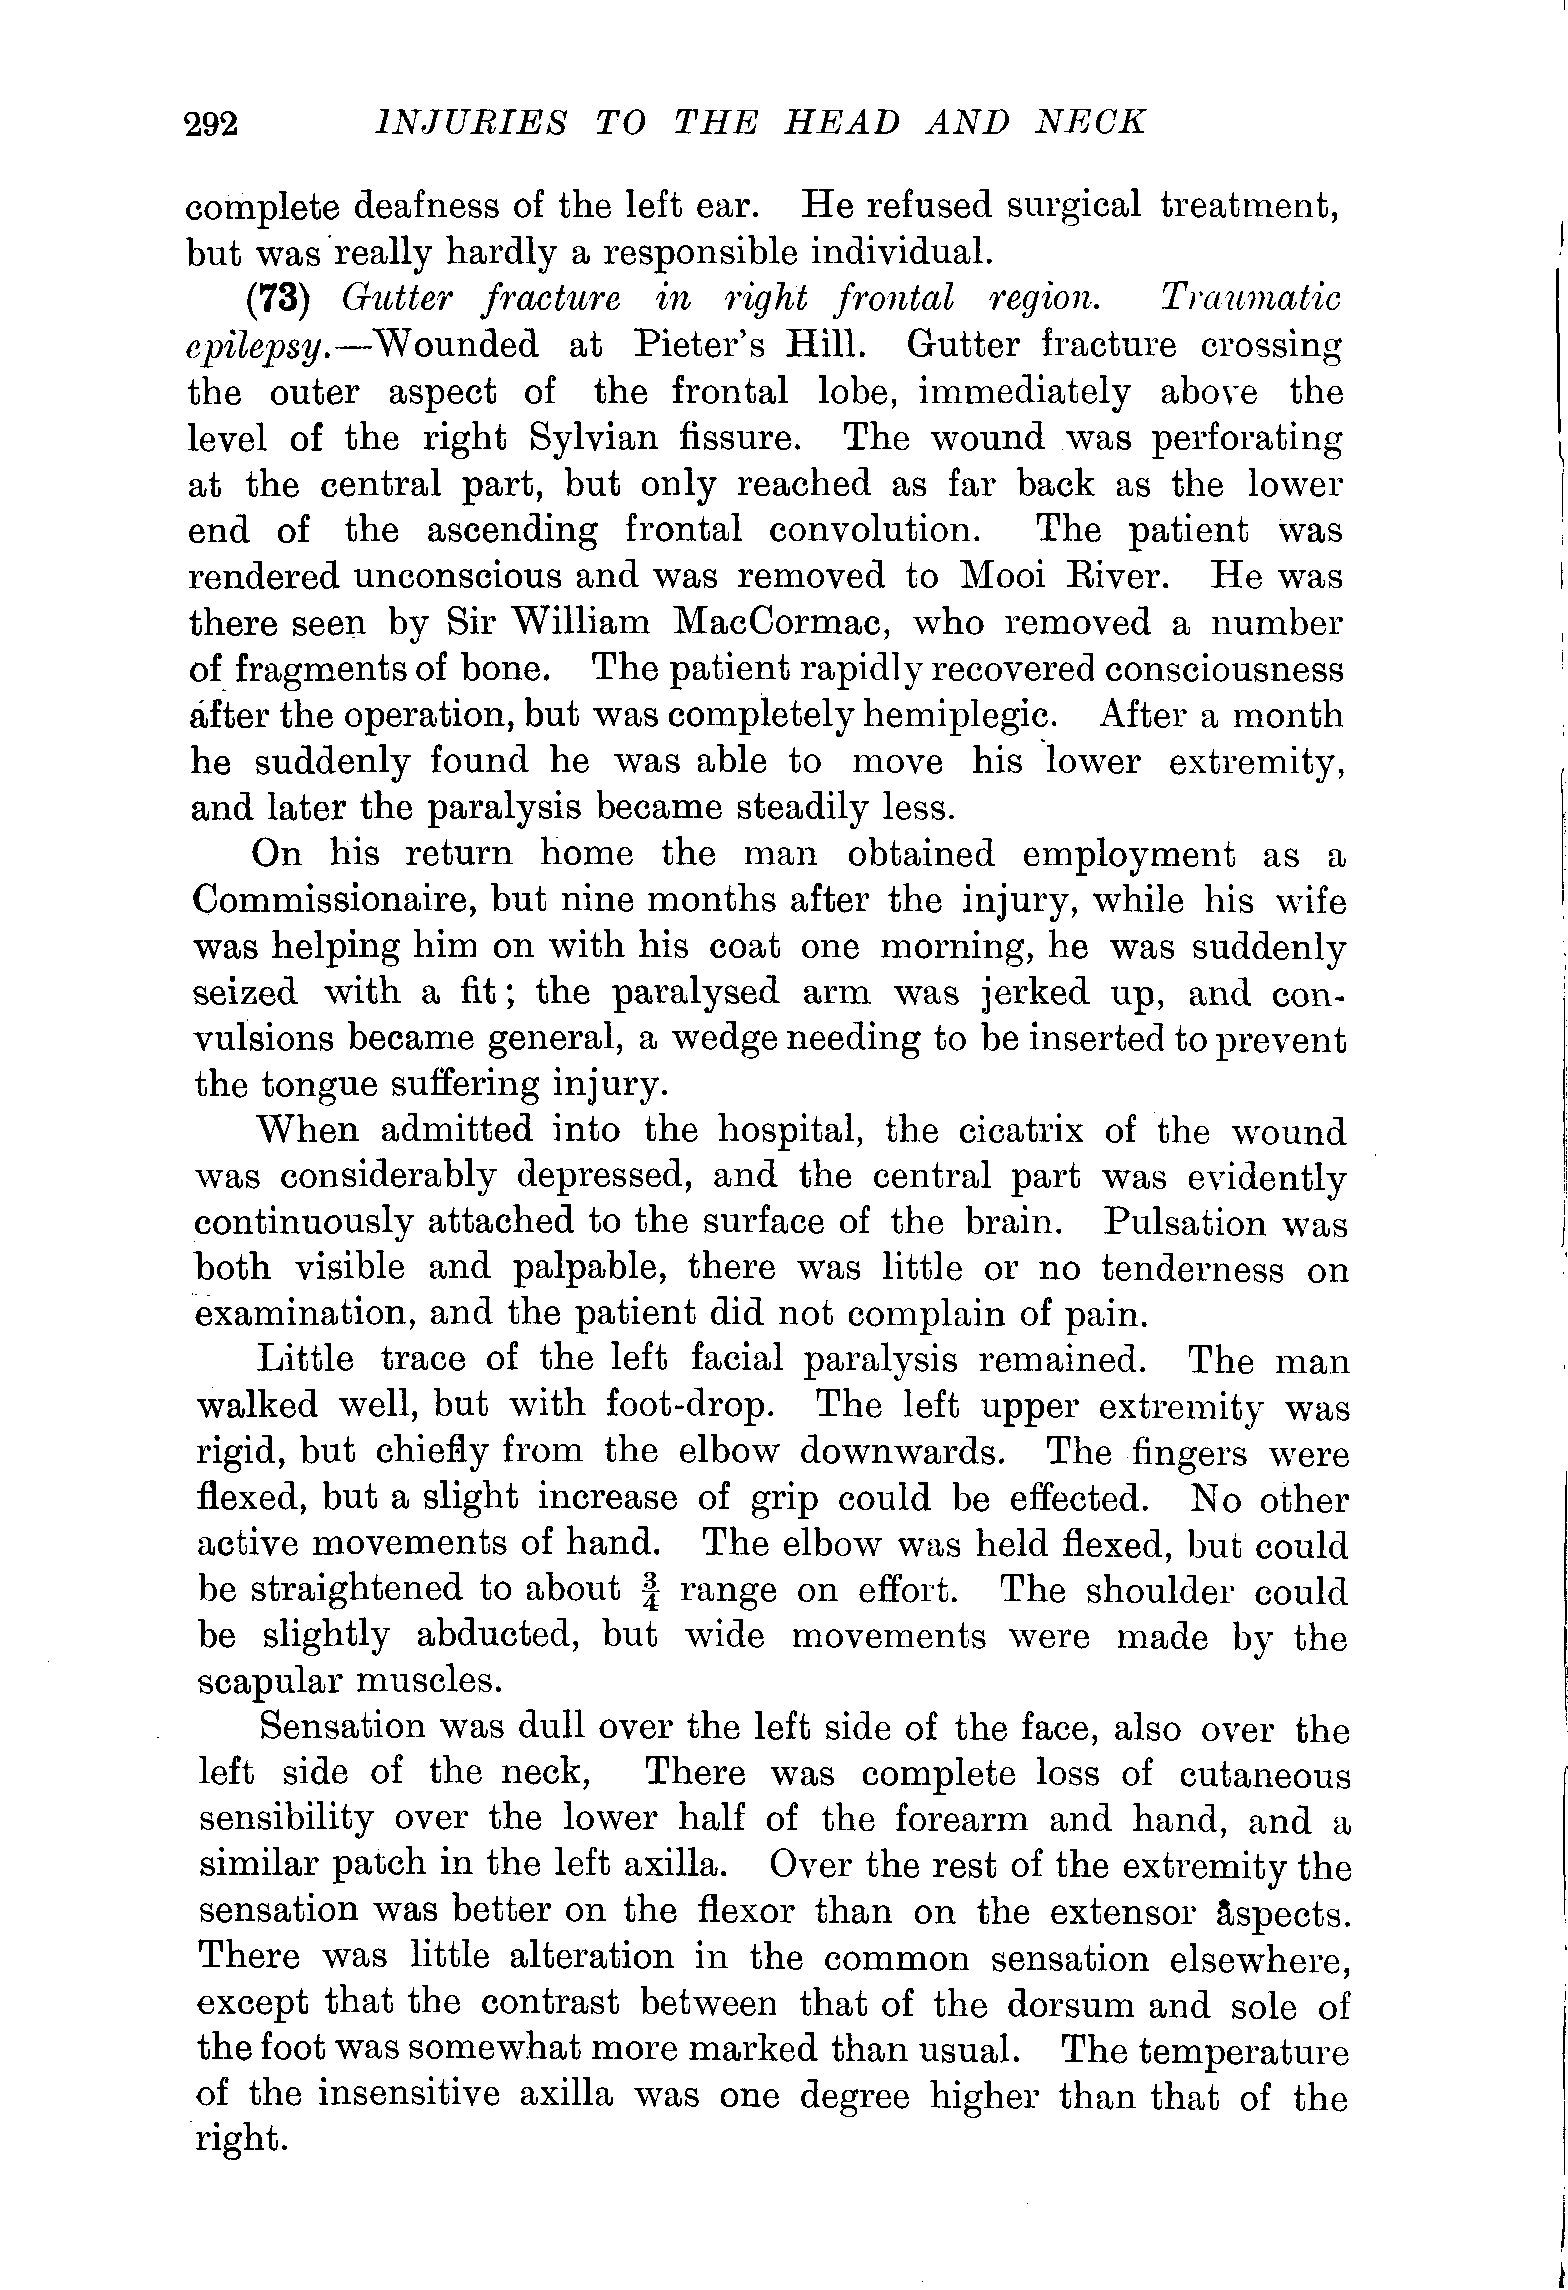 292 INJURIES TO THE HEAD AND NECK
complete deafness of the left ear. He refused surgical treatment,
but was really hardly a responsible individual.
(73) Gutter fracture in right frontal region. Traumatic
epilepsy.—Wounded at Pieter's Hill. Gutter fracture crossing
the outer aspect of the frontal lobe, immediately above the
level of the right Sylvian fissure. The wound was perforating
at the central part, but only reached as far back as the lower
end of the ascending frontal convolution. The patient was
rendered unconscious and was removed to Mooi River. He was
there seen by Sir William MacCormac, who removed a number
of fragments of bone. The patient rapidly recovered consciousness
after the operation, but was completely hemiplegic. After a month
he suddenly found he was able to move his lower extremity,
and later the paralysis became steadily less.
On his return home the man obtained employment as a
Commissionaire, but nine months after the injury, while his wife
was helping him on with his coat one morning, he was suddenly
seized with a fit; the paralysed arm was jerked up, and con-
vulsions became general, a wedge needing to be inserted to prevent
the tongue suffering injury.
When admitted into the hospital, the cicatrix of the wound
was considerably depressed, and the central part was evidently
continuously attached to the surface of the brain. Pulsation was
both visible and palpable, there was little or no tenderness on
examination, and the patient did not complain of pain.
Little trace of the left facial paralysis remained. The man
walked well, but with foot-drop. The left upper extremity was
rigid, but chiefly from the elbow downwards. The fingers were
flexed, but a slight increase of grip could be effected. No other
active movements of hand. The elbow was held flexed, but could
be straightened to about ¾ range on effort. The shoulder could
be slightly abducted, but wide movements were made by the
scapular muscles.
Sensation was dull over the left side of the face, also over the
left side of the neck, There was complete loss of cutaneous
sensibility over the lower half of the forearm and hand, and a
similar patch in the left axilla. Over the rest of the extremity the
sensation was better on the flexor than on the extensor aspects.
There was little alteration in the common sensation elsewhere,
except that the contrast between that of the dorsum and sole of
the foot was somewhat more marked than usual. The temperature
of the insensitive axilla was one degree higher than that of the
right.